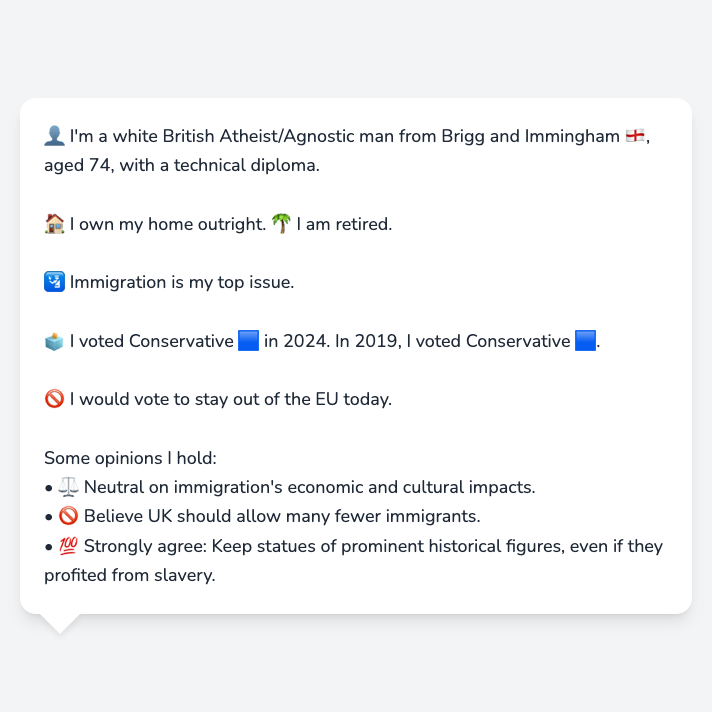 👤 I'm a white British Atheist/Agnostic man from Brigg and Immingham 🏴󠁧󠁢󠁥󠁮󠁧󠁿,
aged 74, with a technical diploma.
🏠 I own my home outright. 🌴 I am retired.
🛂 Immigration is my top issue.
🗳️ I voted Conservative 🟦 in 2024. In 2019, I voted Conservative 🟦.
🚫 I would vote to stay out of the EU today.
Some opinions I hold:
• ⚖️ Neutral on immigration's economic and cultural impacts.
• 🚫 Believe UK should allow many fewer immigrants.
• 💯 Strongly agree: Keep statues of prominent historical figures, even if they
profited from slavery.